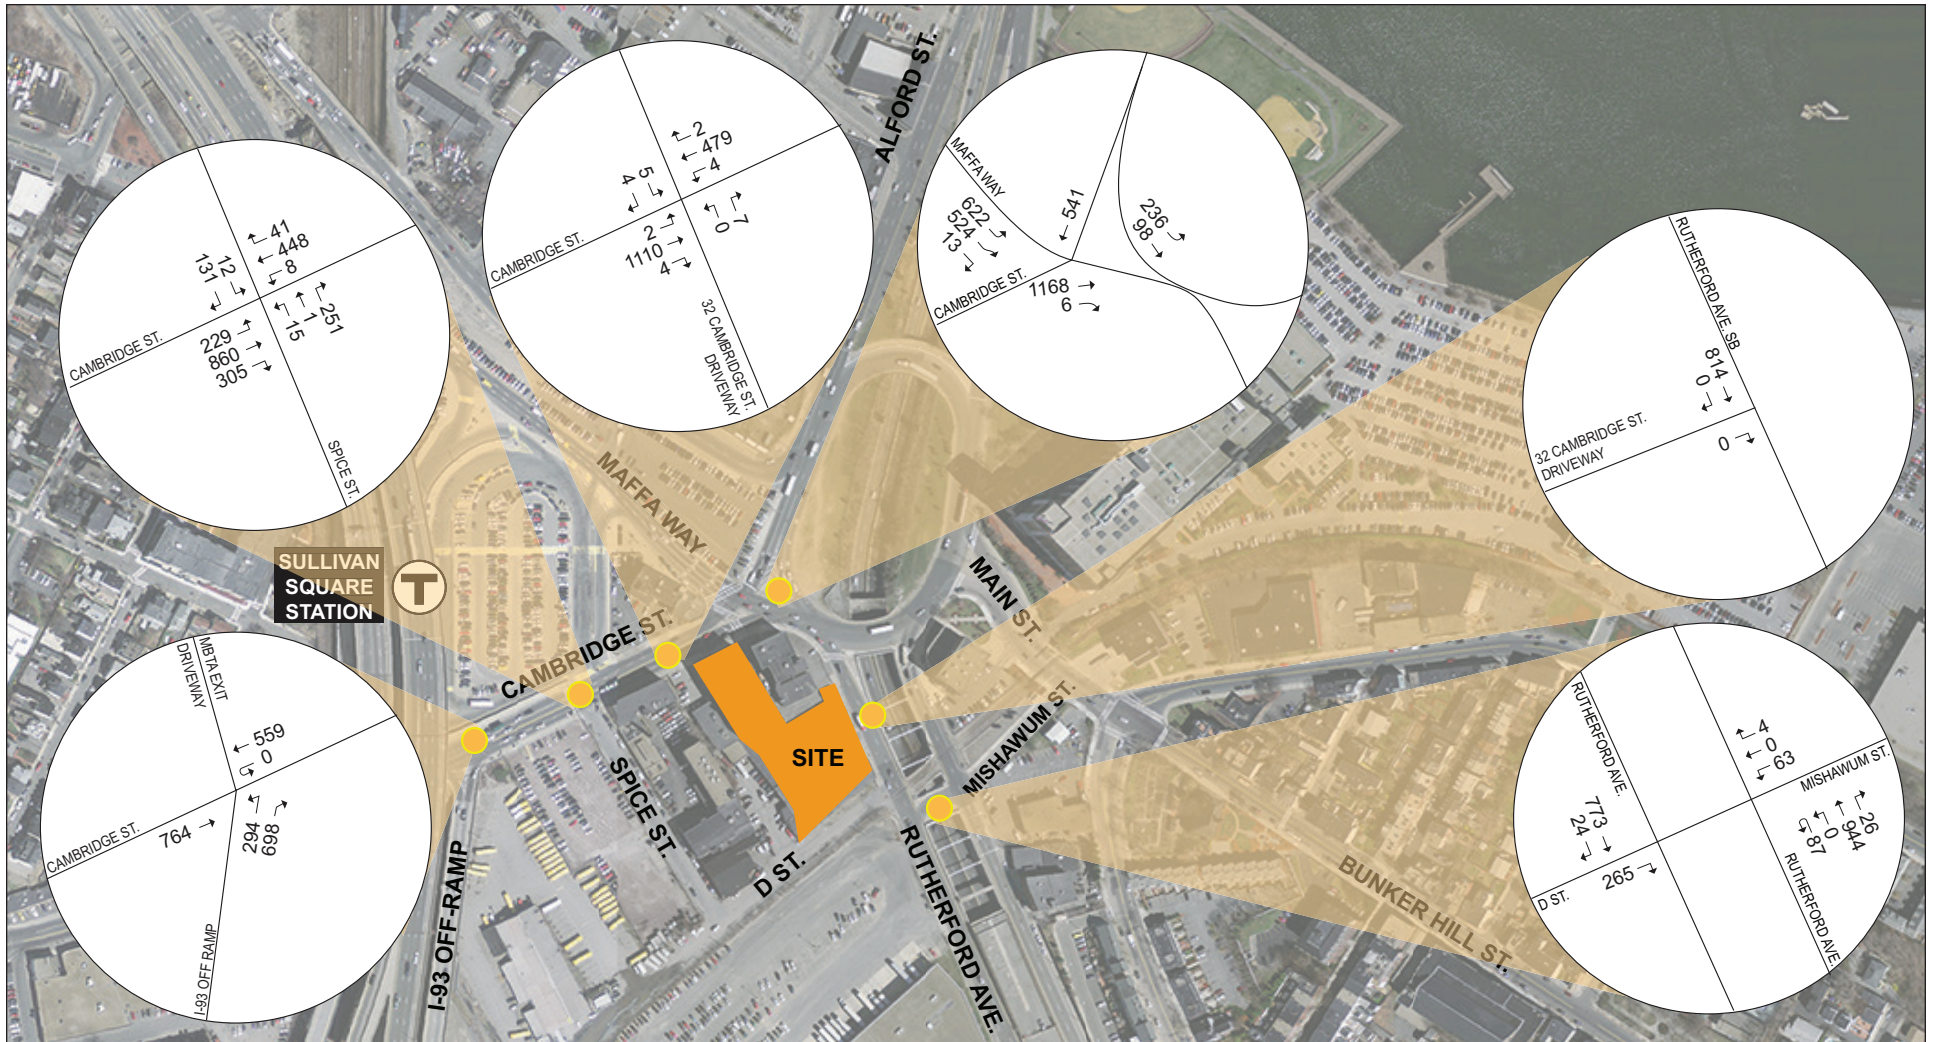 ALFORD ST.
MAFFA WAY
SULLIVAN
SQUARE
STATION
T
CAMBRIDGE ST.
MAIN ST.
MISHAWUM ST.
SITE
SPICE ST.
D ST.
I-93 OFF-RAMP
RUTHERFORD AVE.
BUNKER HILL ST.
CAMBRIDGE ST.
SPICE ST.
131
12
41
448
8
229
860
305
15
1
251
CAMBRIDGE ST.
32 CAMBRIDGE ST.
DRIVEWAY
4
5
2
479
4
2
1110
4
0
7
MAFFA WAY
CAMBRIDGE ST.
622
524
13
541
236
98
1168
6
RUTHERFORD AVE. SB
32 CAMBRIDGE ST.
DRIVEWAY
814
0
0
MBTA EXIT
DRIVEWAY
CAMBRIDGE ST.
I-93 OFF RAMP
559
0
764
294
698
RUTHERFORD AVE.
MISHAWUM ST.
D ST.
RUTHERFORD AVE.
4
0
63
773
24
265
87
0
944
26